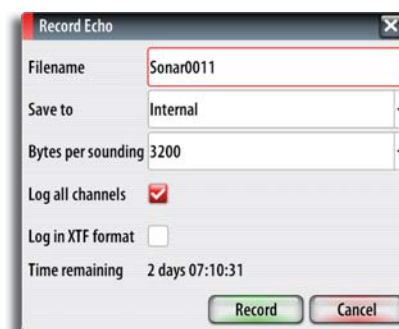 Record Echo
Filename Sonar0011
Save to Internal
Bytes per sounding 3200
Log all channels
Log in XTF format
Time remaining 2 days 07:10:31
Record Cancel